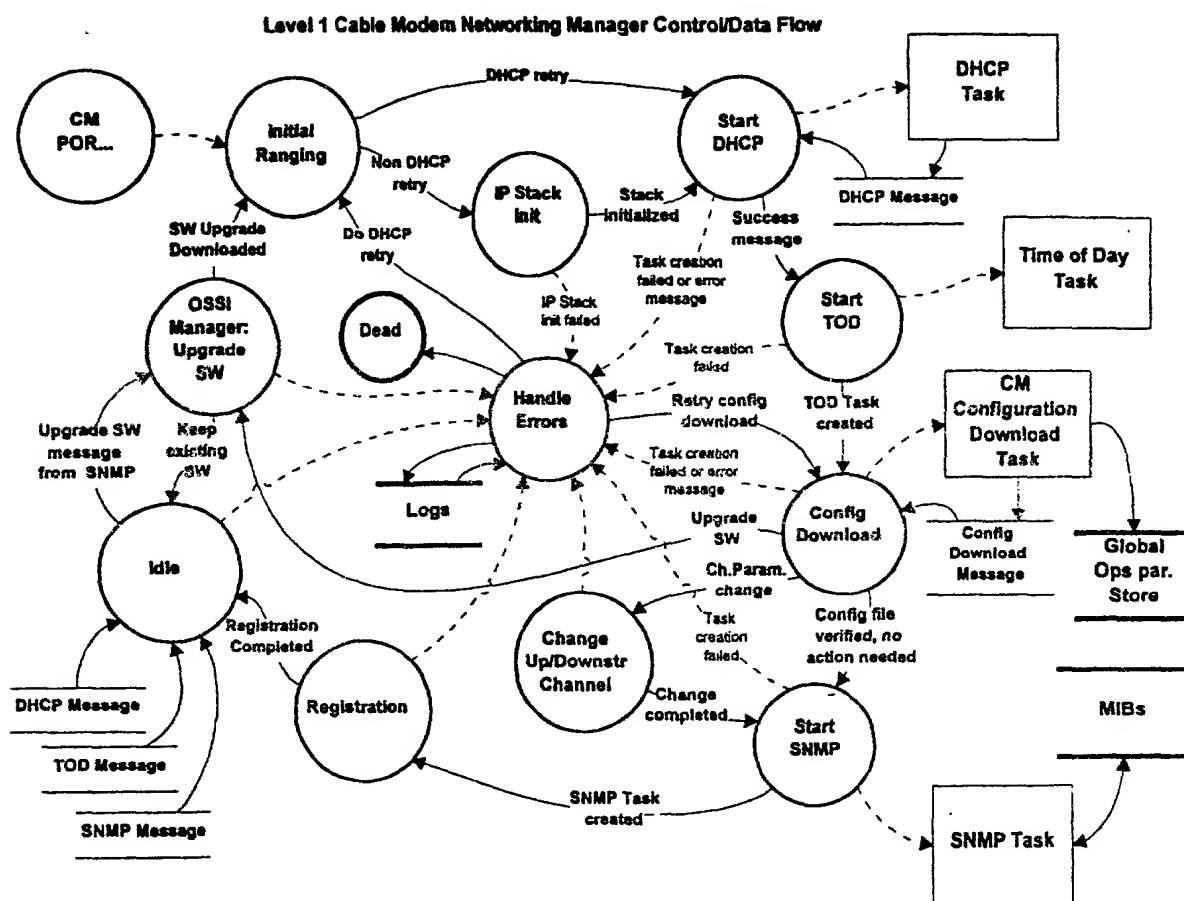 Level 1 Cable Modem Networking Manager Control/Data Flow
CM
POR...
Initial
Ranging
DHCP retry
Start
DHCP
DHCP
Task
Non DHCP
retry
IP Stack
Init
Stack
initialized
DHCP Message
SW Upgrade
Downloaded
Do DHCP
retry
Success
message
Task creation
failed or error
message
Time of Day
Task
OSSI
Manager:
Upgrade
SW
Dead
IP Stack
init failed
Start
TOD
Task creation
failed
Handle
Errors
Retry config
download
TOD Task
created
CM
Configuration
Download
Task
Upgrade SW
message
from SNMP
Keep
existing
SW
Task creation
failed or error
message
Logs
Upgrade
SW
Config
Download
Config
Download
Message
Global
Ops par.
Store
Idle
Ch.Param.
change
Registration
Completed
Change
Up/Downstr
Channel
Task
creation
failed
Config file
verified, no
action needed
DHCP Message
Registration
Change
completed
MIBs
TOD Message
Start
SNMP
SNMP Message
SNMP Task
created
SNMP Task